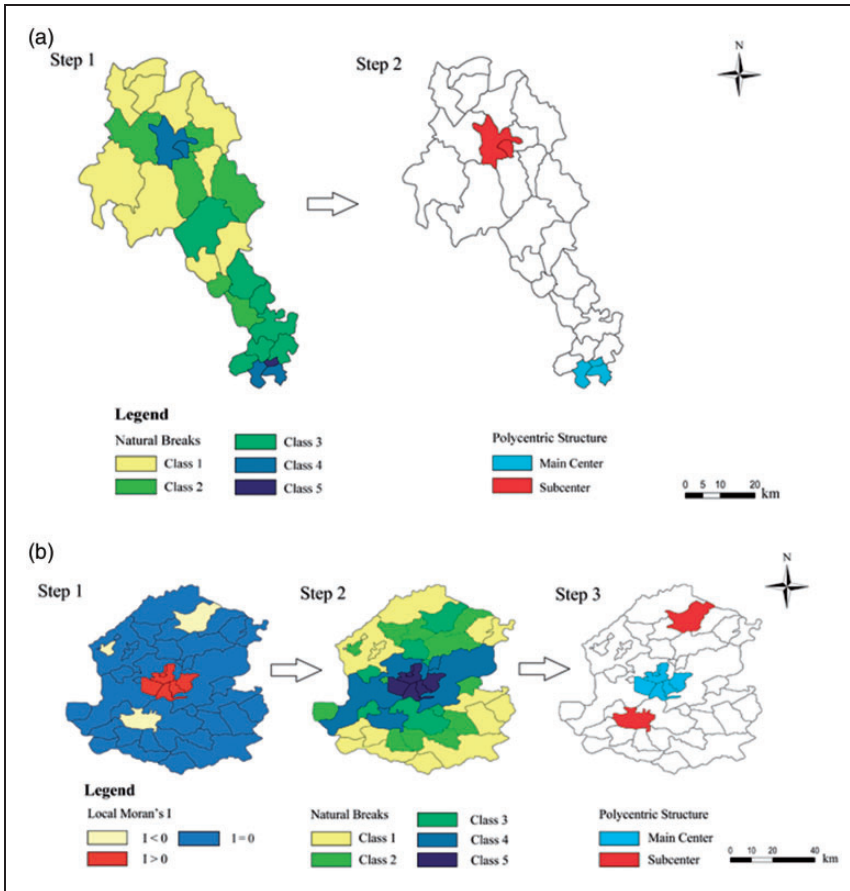 (a)
Step 1
Step 2
N
Legend
Natural Breaks
Class 1
Class 2
Class 3
Class 4
Class 5
Polycentric Structure
Main Center
Subcenter
0 5 10 20
km
(b)
Step 1
Step 2
Step 3
N
Legend
Local Moran's I
I < 0
I = 0
I > 0
Natural Breaks
Class 1
Class 2
Class 3
Class 4
Class 5
Polycentric Structure
Main Center
Subcenter
0 10 20 40
km